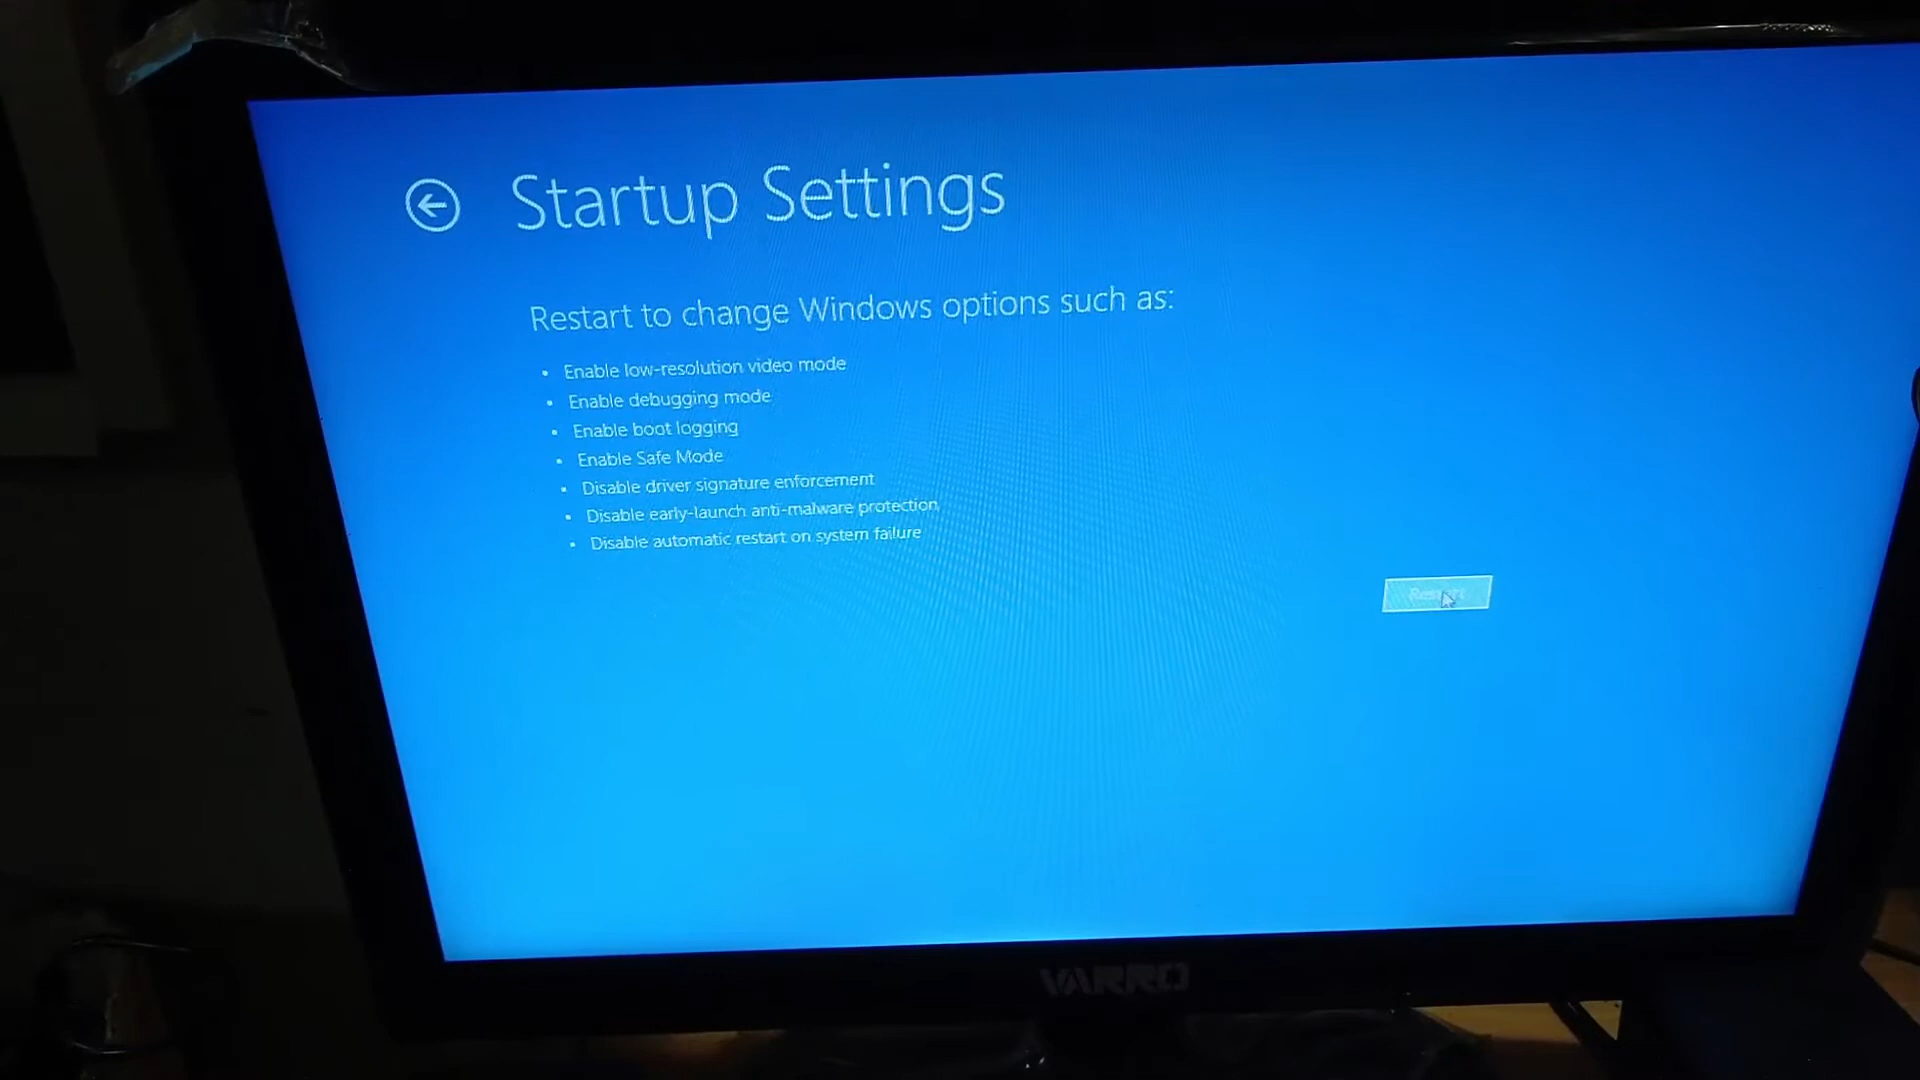 Startup Settings
Restart to change Windows options such as:
• Enable low-resolution video mode
• Enable debugging mode
• Enable boot logging
• Enable Safe Mode
• Disable driver signature enforcement
• Disable early-launch anti-malware protection
• Disable automatic restart on system failure
Restart
VARRO